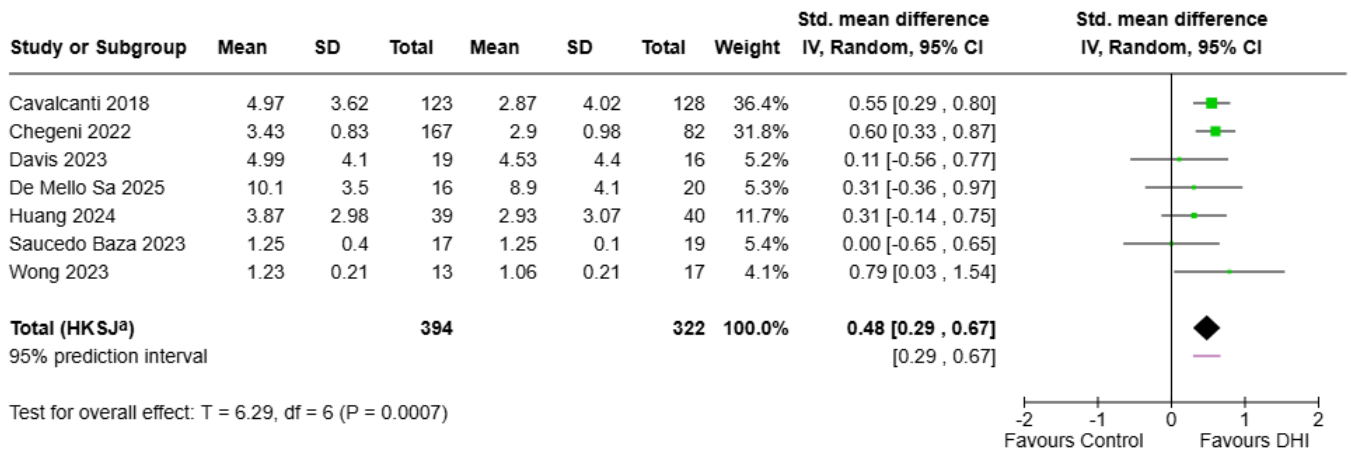 Std. mean difference Std. mean difference
Study or Subgroup Mean SD Total Mean SD Total Weight IV, Random, 95% CI IV, Random, 95% CI
Cavalcanti 2018 4.97 3.62 123 2.87 4.02 128 36.4% 0.55 [0.29 , 0.80]
Chegeni 2022 3.43 0.83 167 2.9 0.98 82 31.8% 0.60 [0.33 , 0.87]
Davis 2023 4.99 4.1 19 4.53 4.4 16 5.2% 0.11 [-0.56 , 0.77]
De Mello Sa 2025 10.1 3.5 16 8.9 4.1 20 5.3% 0.31 [-0.36 , 0.97]
Huang 2024 3.87 2.98 39 2.93 3.07 40 11.7% 0.31 [-0.14 , 0.75]
Saucedo Baza 2023 1.25 0.4 17 1.25 0.1 19 5.4% 0.00 [-0.65 , 0.65]
Wong 2023 1.23 0.21 13 1.06 0.21 17 4.1% 0.79 [0.03 , 1.54]
Total (HKSJª) 394 322 100.0% 0.48 [0.29 , 0.67]
95% prediction interval [0.29 , 0.67]
Test for overall effect: T = 6.29, df = 6 (P = 0.0007)
-2 -1 0 1 2
Favours Control Favours DHI